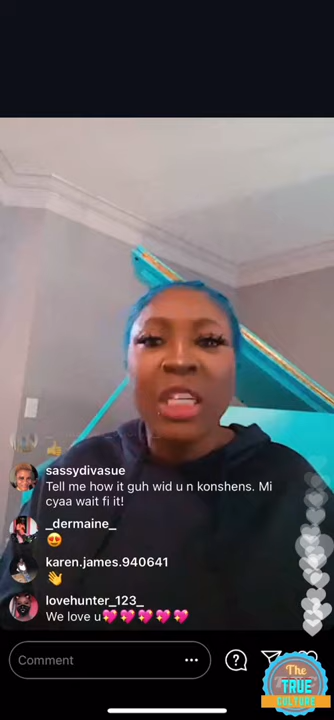 sassydivasue
Tell me how it guh wid u n konshens. Mi
cyaa wait fi it!
_dermaine_
😍
karen.james.940641
👋
lovehunter_123_
We love u💖💖💖💖💖
Comment
The
TRUE
CULTURE